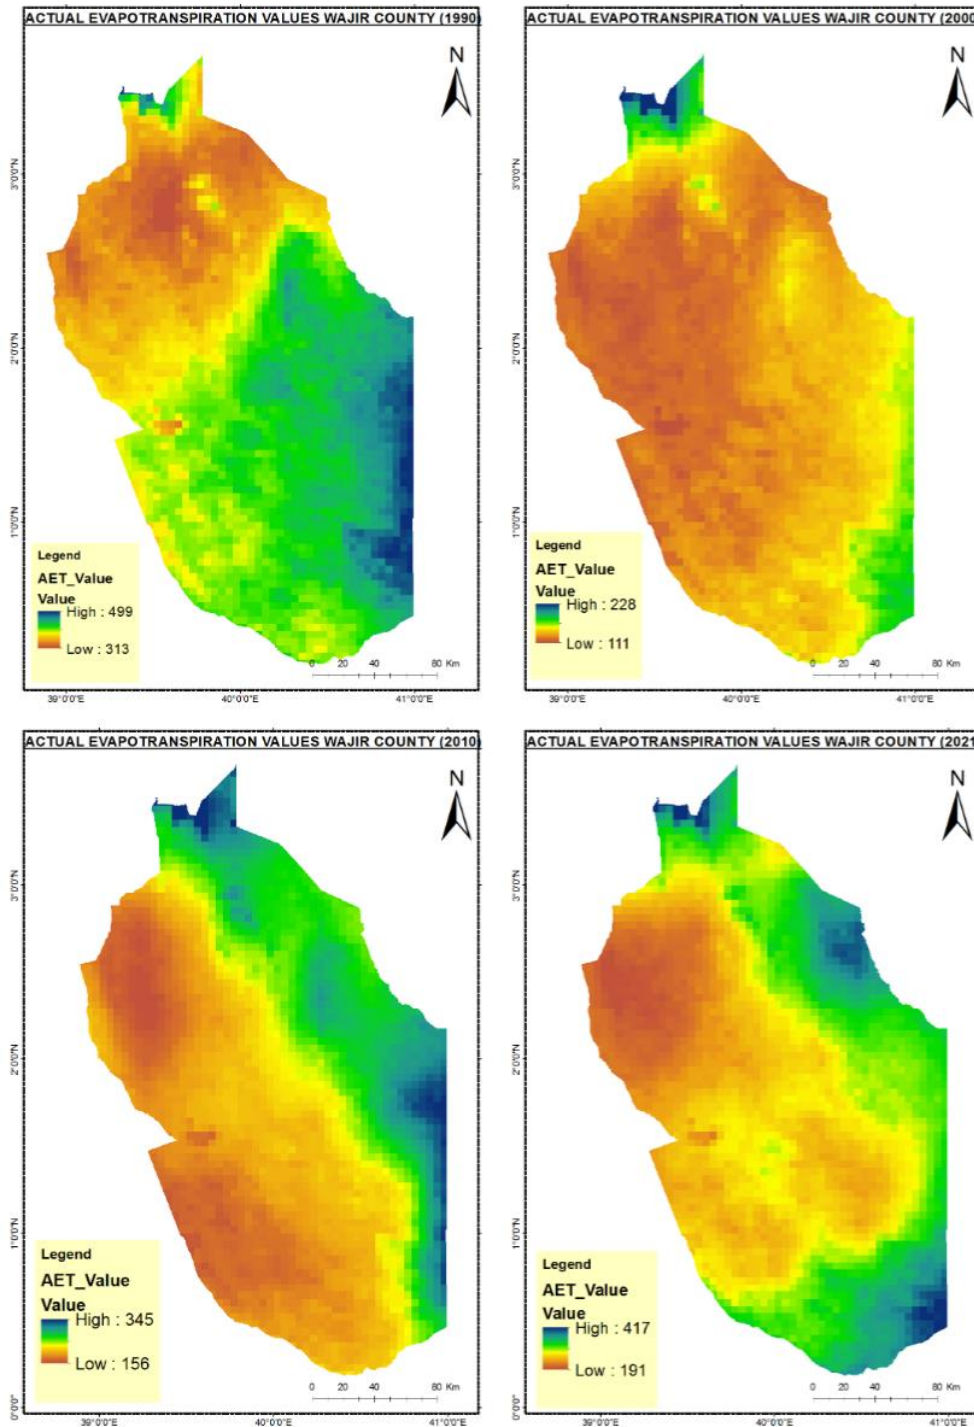 ACTUAL EVAPOTRANSPIRATION VALUES WAJIR COUNTY (1990)
N
3°0'0"N
2°0'0"N
1°0'0"N
Legend
AET_Value
Value
High : 499
Low : 313
0 20 40 80 Km
39°0'0"E 40°0'0"E 41°0'0"E
ACTUAL EVAPOTRANSPIRATION VALUES WAJIR COUNTY (2000
N
3°0'0"N
2°0'0"N
1°0'0"N
Legend
AET_Value
Value
High : 228
Low : 111
0 20 40 80 Km
39°0'0"E 40°0'0"E 41°0'0"E
ACTUAL EVAPOTRANSPIRATION VALUES WAJIR COUNTY (2010)
N
3°0'0"N
2°0'0"N
1°0'0"N
0°0'0"
Legend
AET_Value
Value
High : 345
Low : 156
0 20 40 80 Km
39°0'0"E 40°0'0"E 41°0'0"E
ACTUAL EVAPOTRANSPIRATION VALUES WAJIR COUNTY (2021
N
3°0'0"N
2°0'0"N
1°0'0"N
0°0'0"
Legend
AET_Value
Value
High : 417
Low : 191
0 20 40 80 Km
39°0'0"E 40°0'0"E 41°0'0"E